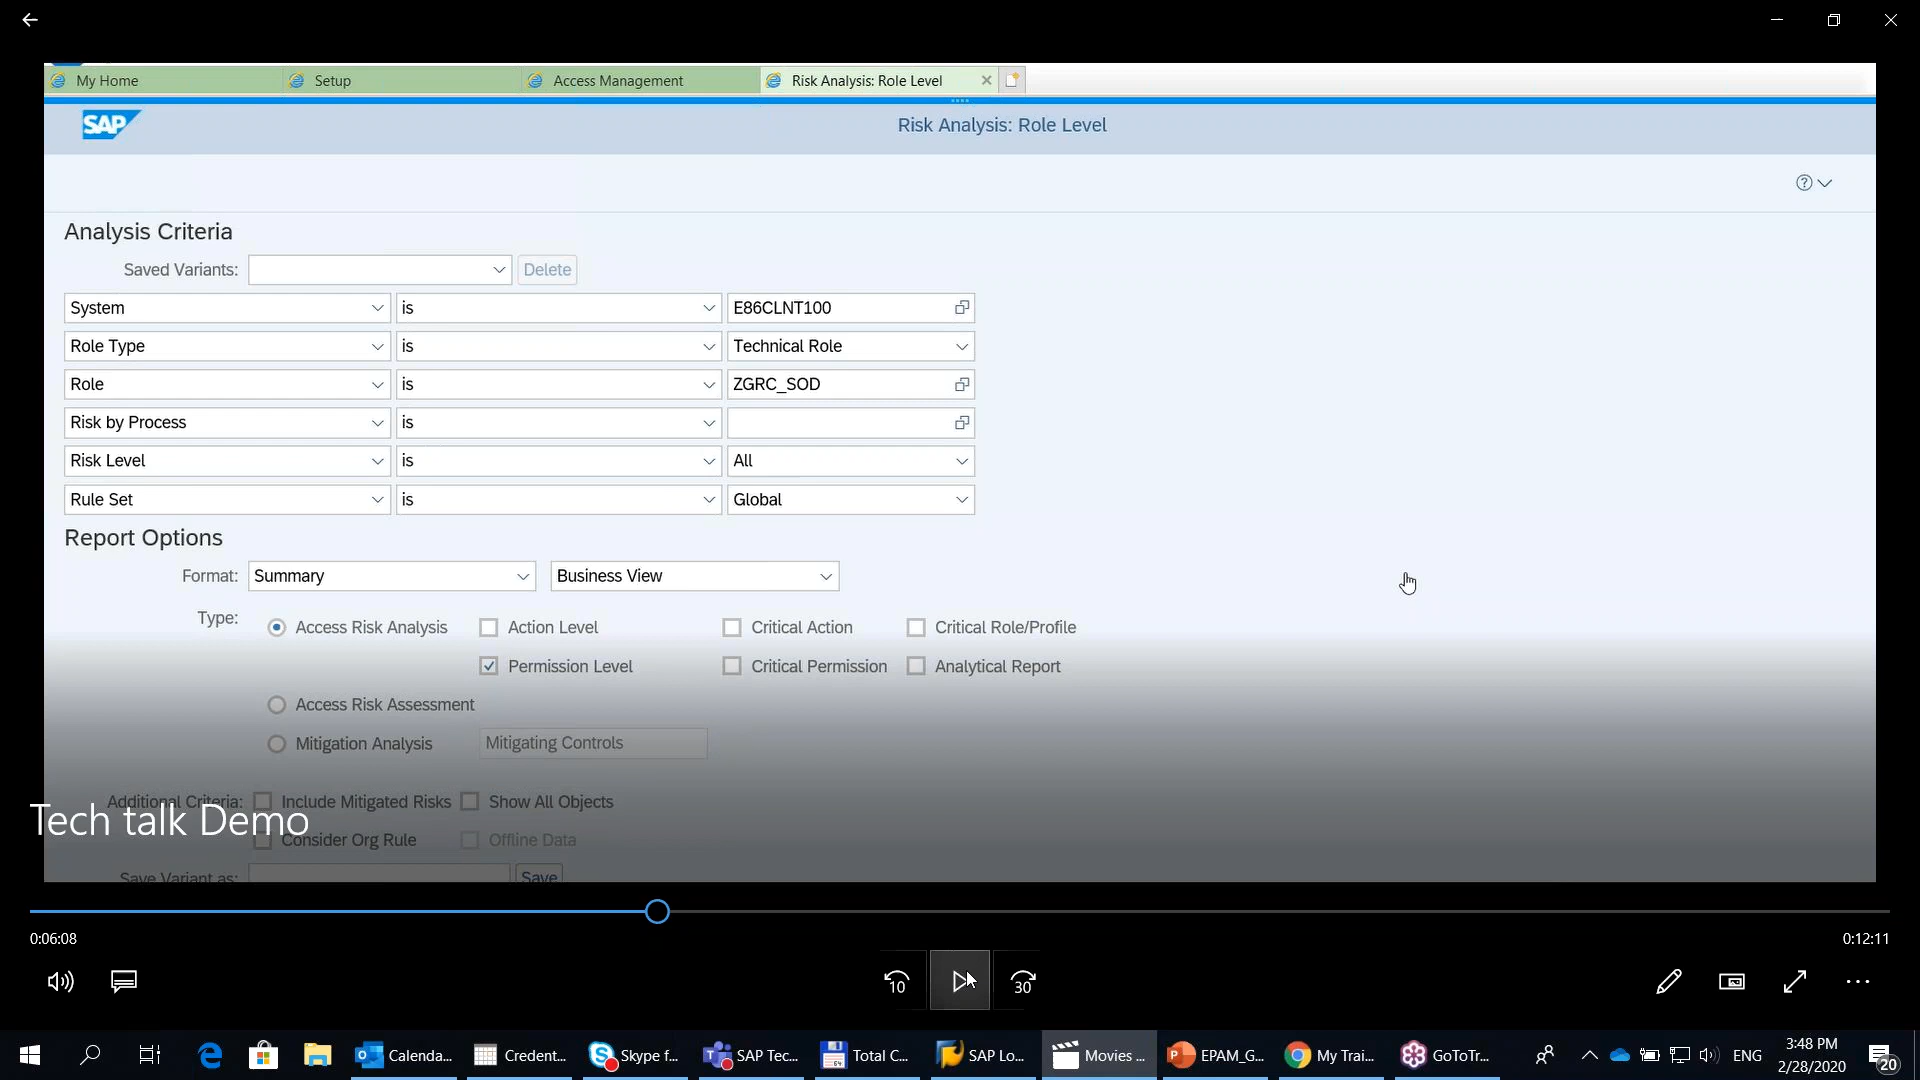 My Home
Setup
Access Management
Risk Analysis: Role Level
SAP
Risk Analysis: Role Level
Analysis Criteria
Saved Variants:
Delete
System is E86CLNT100
Role Type is Technical Role
Role is ZGRC_SOD
Risk by Process is
Risk Level is All
Rule Set is Global
Report Options
Format: Summary Business View
Type:
Access Risk Analysis Action Level Critical Action Critical Role/Profile
Permission Level Critical Permission Analytical Report
Access Risk Assessment
Mitigation Analysis Mitigating Controls
Additional Criteria: Include Mitigated Risks Show All Objects
Tech talk Demo
Consider Org Rule Offline Data
Save Variant as: Save
0:06:08
0:12:11
10
30
Calenda...
Credent...
Skype f...
SAP Tec...
Total C...
SAP Lo...
Movies ...
EPAM_G...
My Trai...
GoToTr...
ENG
3:48 PM
2/28/2020
20